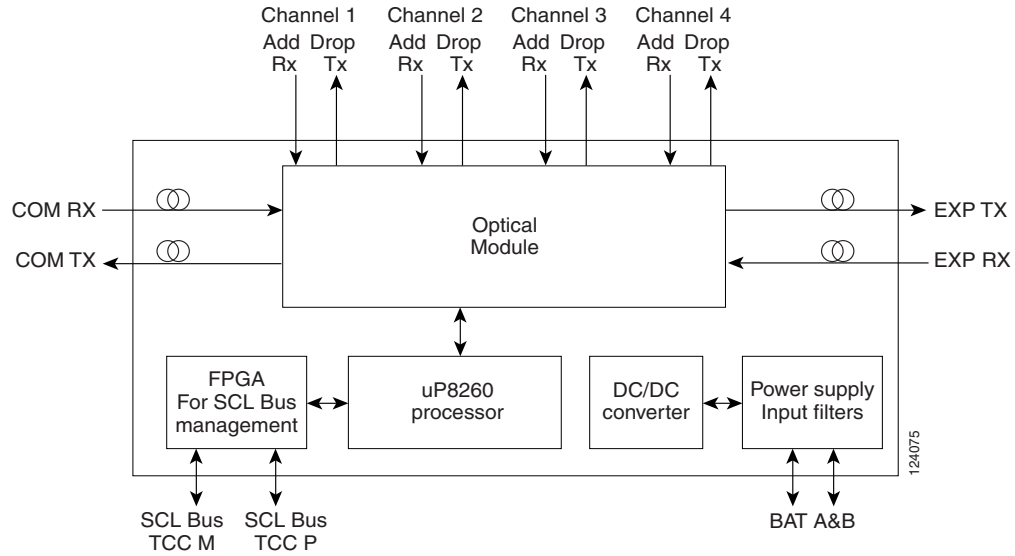 Channel 1 Channel 2 Channel 3 Channel 4
Add Drop Add Drop Add Drop Add Drop
Rx Tx Rx Tx Rx Tx Rx Tx
COM RX
COM TX
Optical
Module
EXP TX
EXP RX
FPGA
For SCL Bus
management
uP8260
processor
DC/DC
converter
Power supply
Input filters
124075
SCL Bus
TCC M
SCL Bus
TCC P
BAT A&B